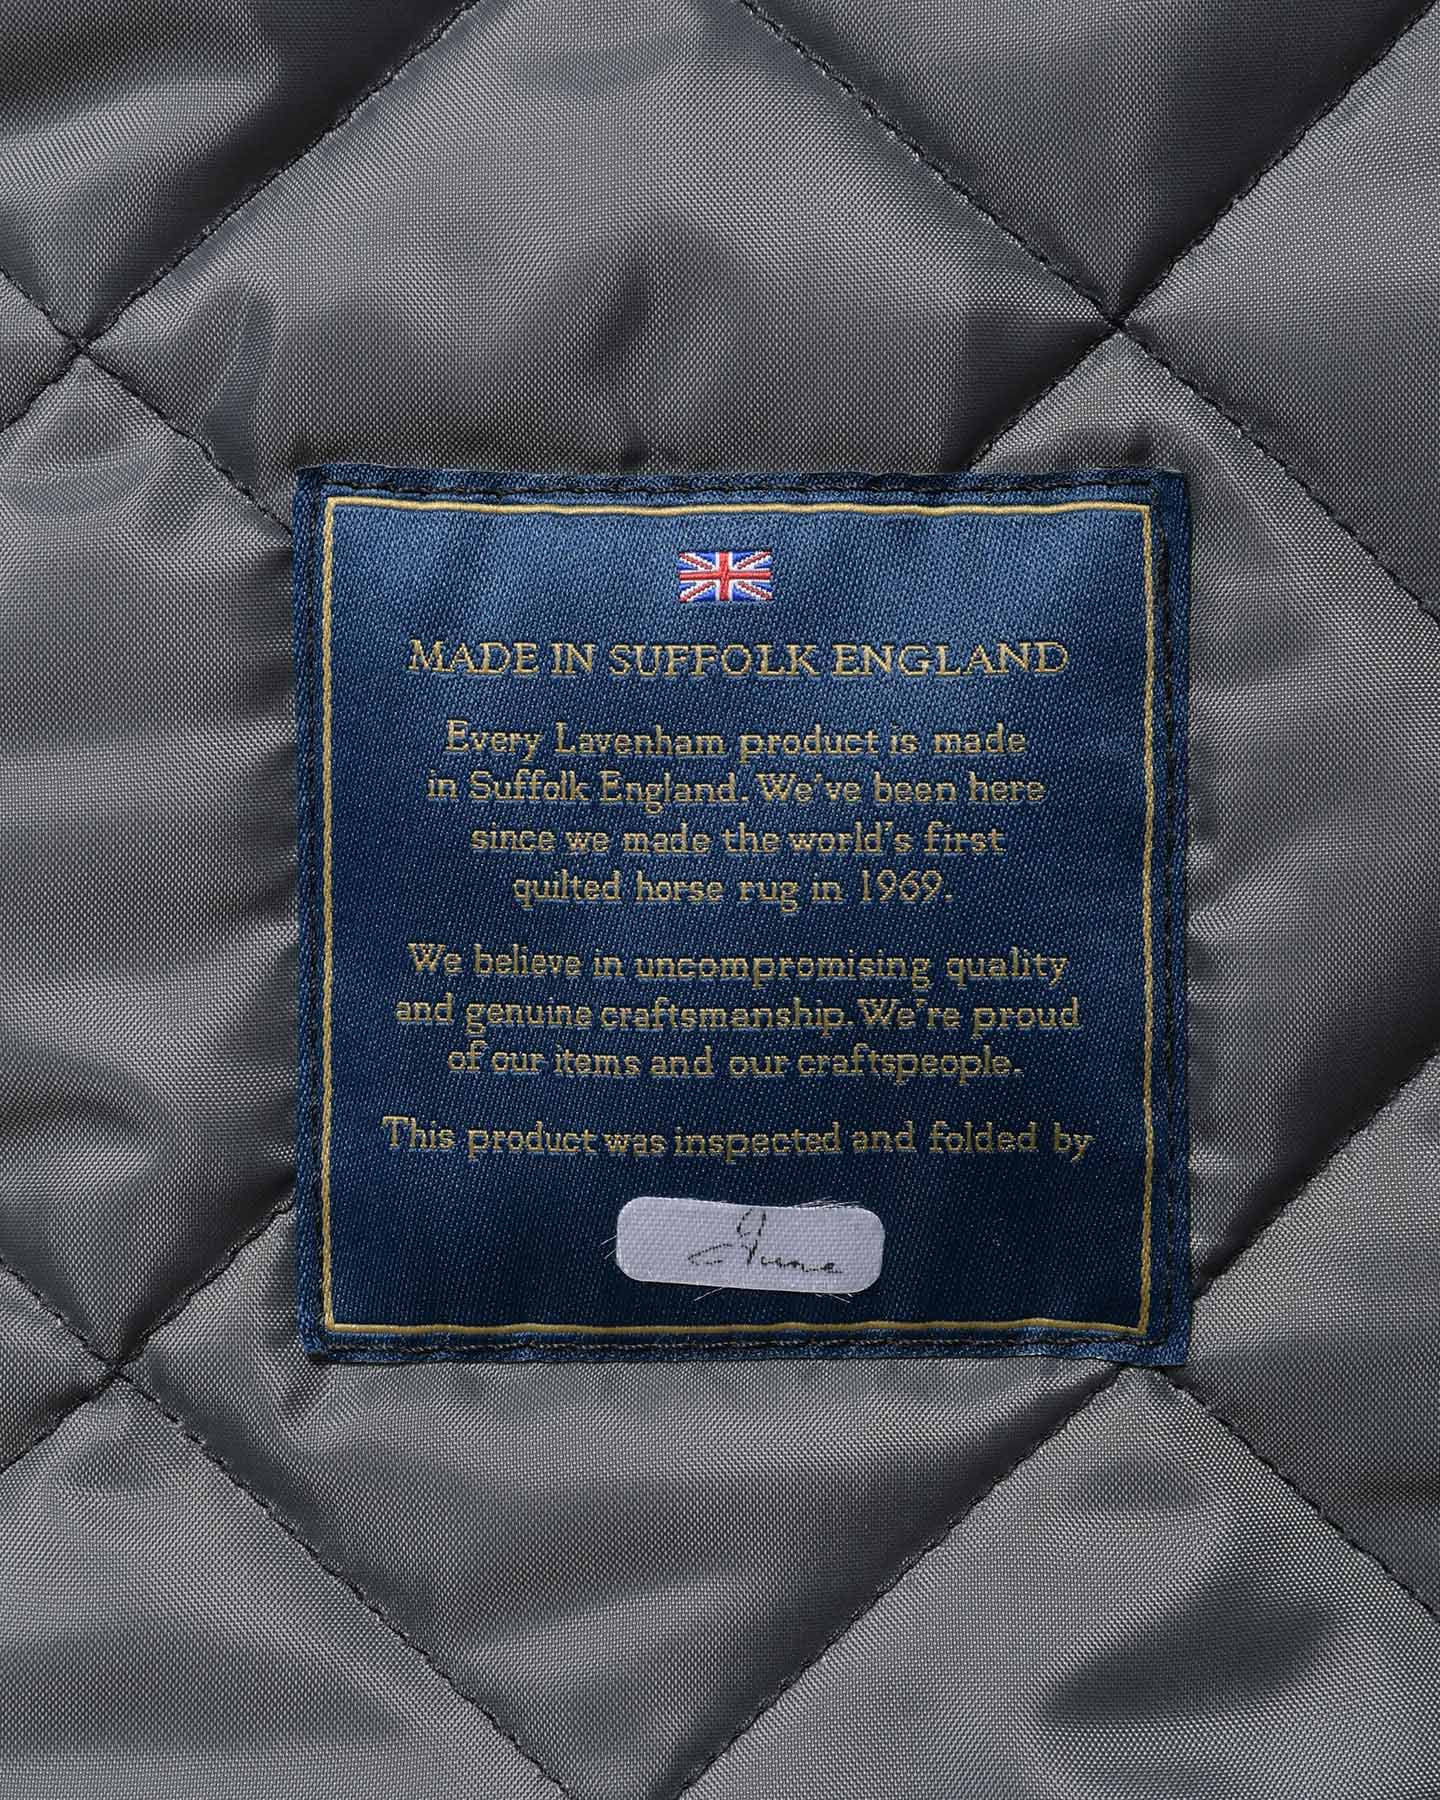 MADE IN SUFFOLK ENGLAND
Every Lavenham product is made
in Suffolk England. We've been here
since we made the world's first
quilted horse rug in 1969.
We believe in uncompromising quality
and genuine craftsmanship. We're proud
of our items and our craftspeople.
This product was inspected and folded by
June